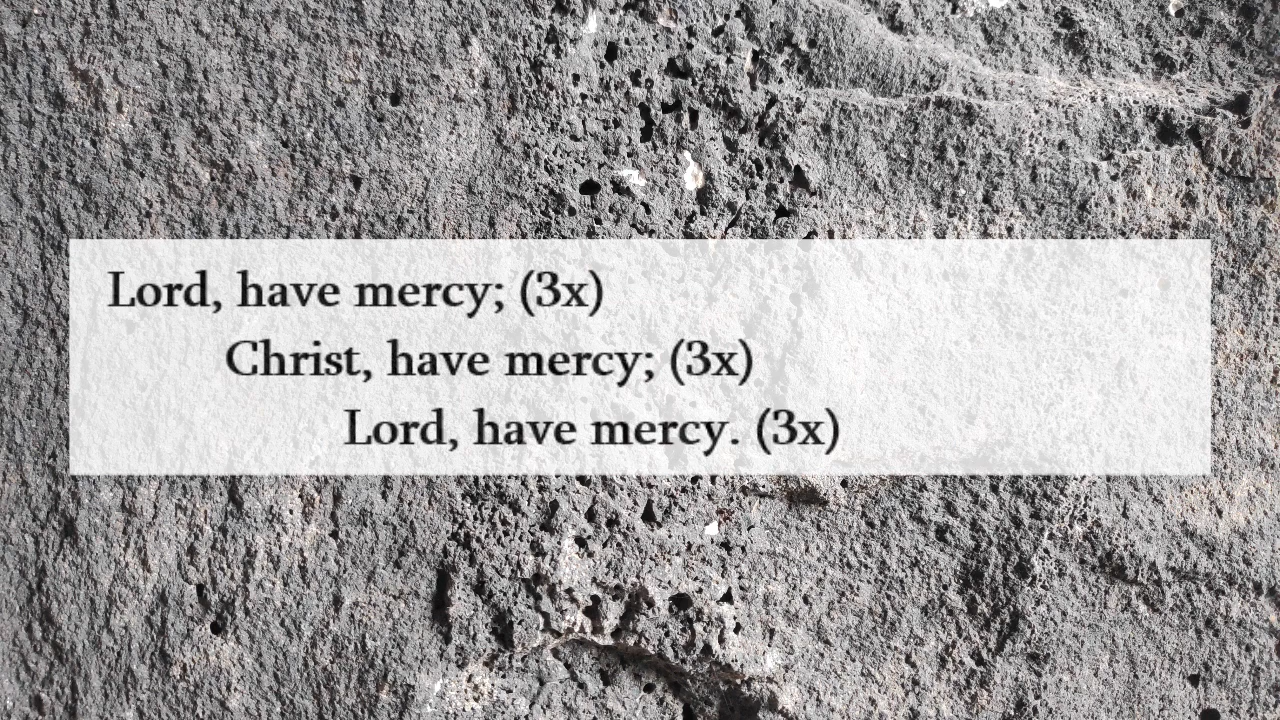 Lord, have mercy; (3x)
Christ, have mercy; (3x)
Lord, have mercy. (3x)